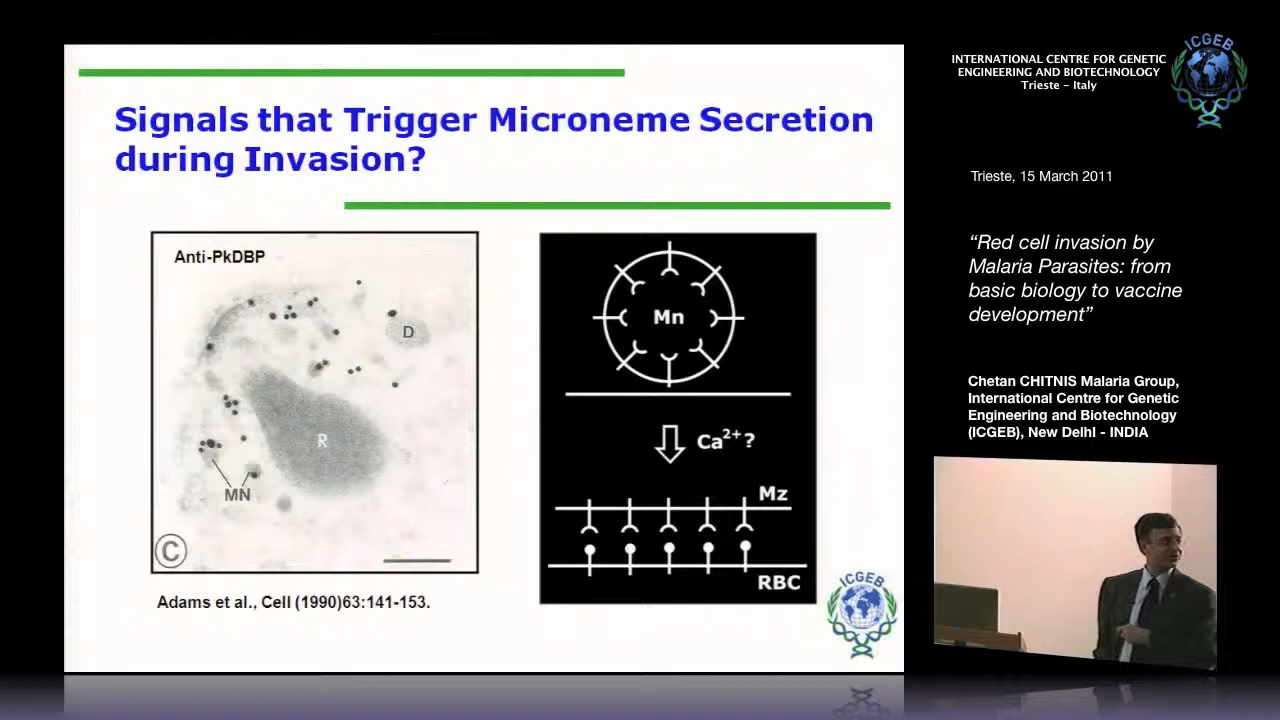 Signals that Trigger Microneme Secretion
during Invasion?
Anti-PkDBP
D
R
MN
C
Adams et al., Cell (1990)63:141-153.
Mn
Ca2+?
Mz
RBC
ICGEB
INTERNATIONAL CENTRE FOR GENETIC
ENGINEERING AND BIOTECHNOLOGY
Trieste - Italy
ICGEB
Trieste, 15 March 2011
“Red cell invasion by
Malaria Parasites: from
basic biology to vaccine
development”
Chetan CHITNIS Malaria Group,
International Centre for Genetic
Engineering and Biotechnology
(ICGEB), New Delhi - INDIA